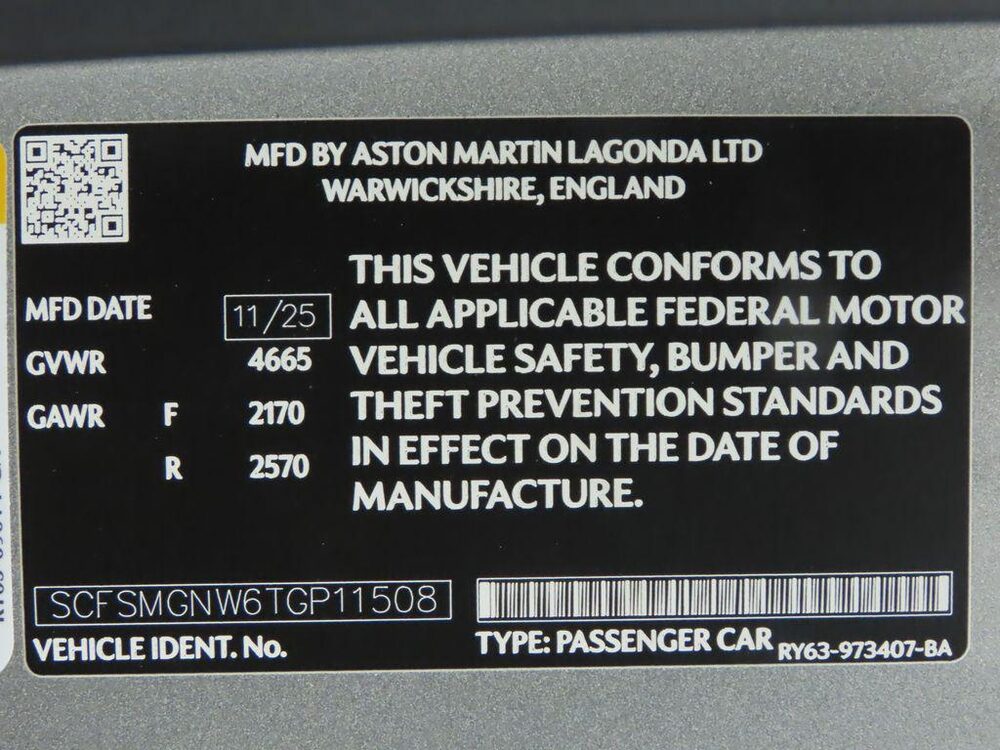 MFD BY ASTON MARTIN LAGONDA LTD
WARWICKSHIRE, ENGLAND
THIS VEHICLE CONFORMS TO
ALL APPLICABLE FEDERAL MOTOR
VEHICLE SAFETY, BUMPER AND
THEFT PREVENTION STANDARDS
IN EFFECT ON THE DATE OF
MANUFACTURE.
MFD DATE 11/25
GVWR 4665
GAWR F 2170
R 2570
SCFSMGNW6TGP11508
VEHICLE IDENT. No.
TYPE: PASSENGER CAR RY63-973407-BA